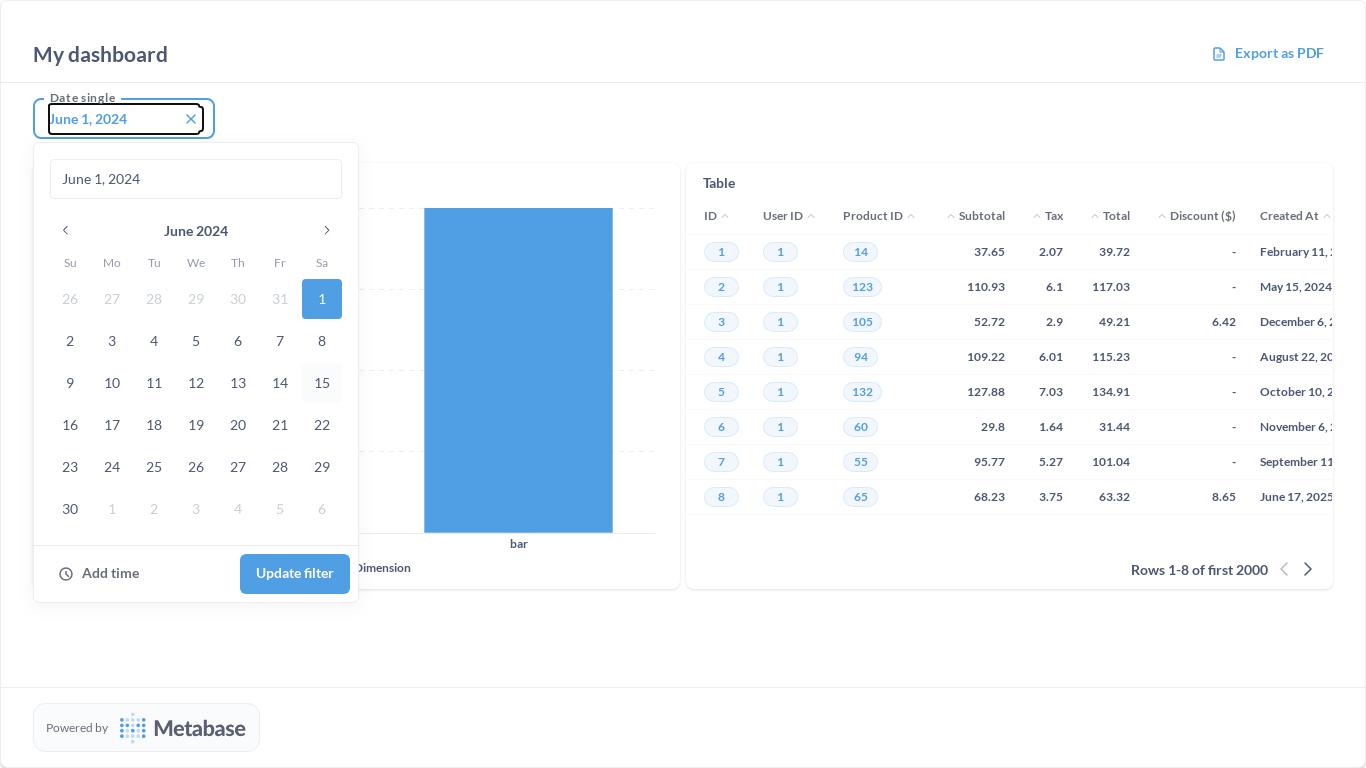 My dashboard
Export as PDF
Date single
June 1, 2024
June 1, 2024
June 2024
Su Mo Tu We Th Fr Sa
26 27 28 29 30 31 1
2 3 4 5 6 7 8
9 10 11 12 13 14 15
16 17 18 19 20 21 22
23 24 25 26 27 28 29
30 1 2 3 4 5 6
Add time
Update filter
bar
Dimension
Table
ID User ID Product ID Subtotal Tax Total Discount ($) Created At
1 1 14 37.65 2.07 39.72 - February 11,
2 1 123 110.93 6.1 117.03 - May 15, 2024
3 1 105 52.72 2.9 49.21 6.42 December 6,
4 1 94 109.22 6.01 115.23 - August 22, 20
5 1 132 127.88 7.03 134.91 - October 10, 2
6 1 60 29.8 1.64 31.44 - November 6,
7 1 55 95.77 5.27 101.04 - September 11
8 1 65 68.23 3.75 63.32 8.65 June 17, 2025
Rows 1-8 of first 2000
Powered by
Metabase